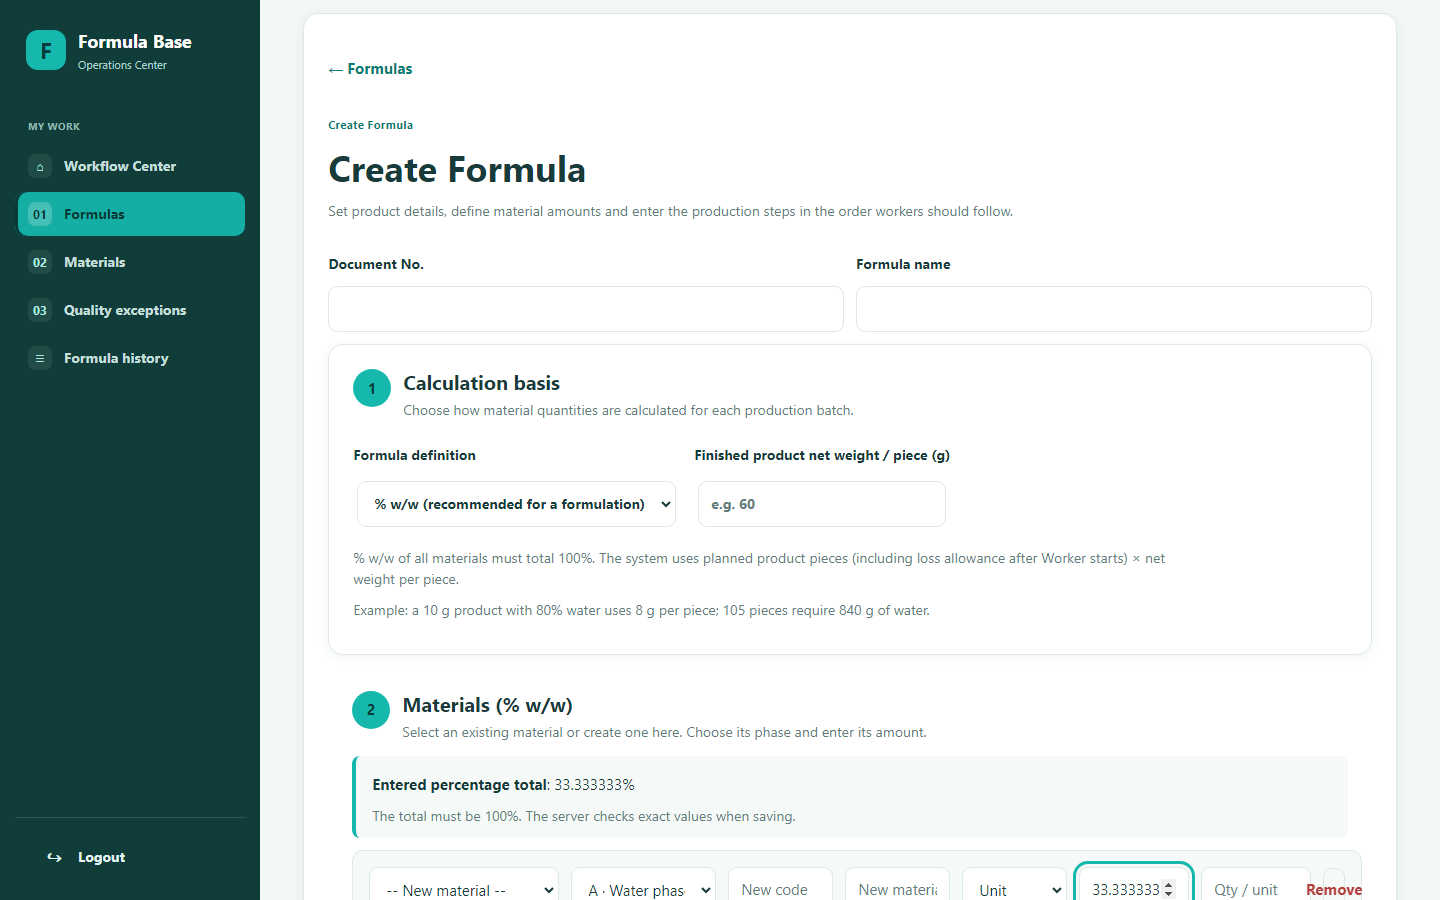 F
Formula Base
Operations Center
MY WORK
⌂ Workflow Center
01 Formulas
02 Materials
03 Quality exceptions
☰ Formula history
↪ Logout
← Formulas
Create Formula
Create Formula
Set product details, define material amounts and enter the production steps in the order workers should follow.
Document No. Formula name
1 Calculation basis
Choose how material quantities are calculated for each production batch.
Formula definition Finished product net weight / piece (g)
% w/w (recommended for a formulation) e.g. 60
% w/w of all materials must total 100%. The system uses planned product pieces (including loss allowance after Worker starts) × net
weight per piece.
Example: a 10 g product with 80% water uses 8 g per piece; 105 pieces require 840 g of water.
2 Materials (% w/w)
Select an existing material or create one here. Choose its phase and enter its amount.
Entered percentage total: 33.333333%
The total must be 100%. The server checks exact values when saving.
-- New material -- A · Water phas New code New materia Unit 33.333333 Qty / unit Remove